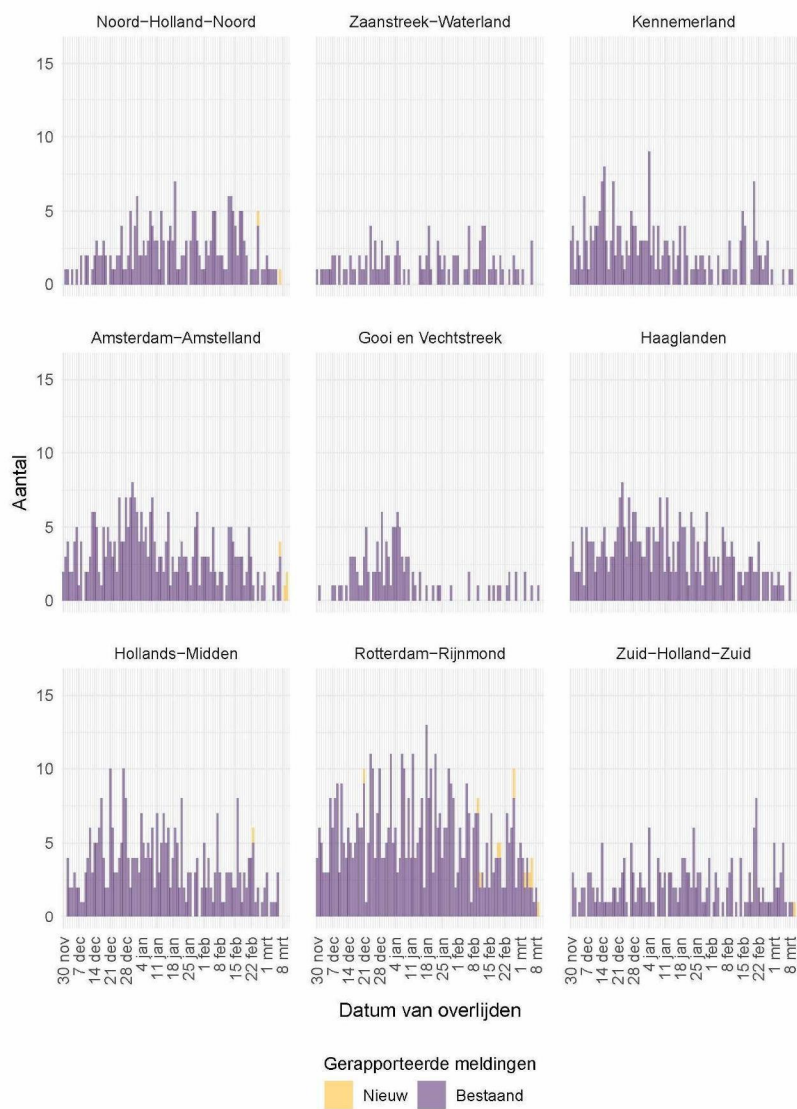 Noord−Holland−Noord
Zaanstreek−Waterland
Kennemerland
15
10
5
0
Amsterdam−Amstelland
Gooi en Vechtstreek
Haaglanden
15
10
5
0
Aantal
Hollands−Midden
Rotterdam−Rijnmond
Zuid−Holland−Zuid
15
10
5
0
30 nov
7 dec
14 dec
21 dec
28 dec
4 jan
11 jan
18 jan
25 jan
1 feb
8 feb
15 feb
22 feb
1 mrt
8 mrt
30 nov
7 dec
14 dec
21 dec
28 dec
4 jan
11 jan
18 jan
25 jan
1 feb
8 feb
15 feb
22 feb
1 mrt
8 mrt
30 nov
7 dec
14 dec
21 dec
28 dec
4 jan
11 jan
18 jan
25 jan
1 feb
8 feb
15 feb
22 feb
1 mrt
8 mrt
Datum van overlijden
Gerapporteerde meldingen
Nieuw Bestaand